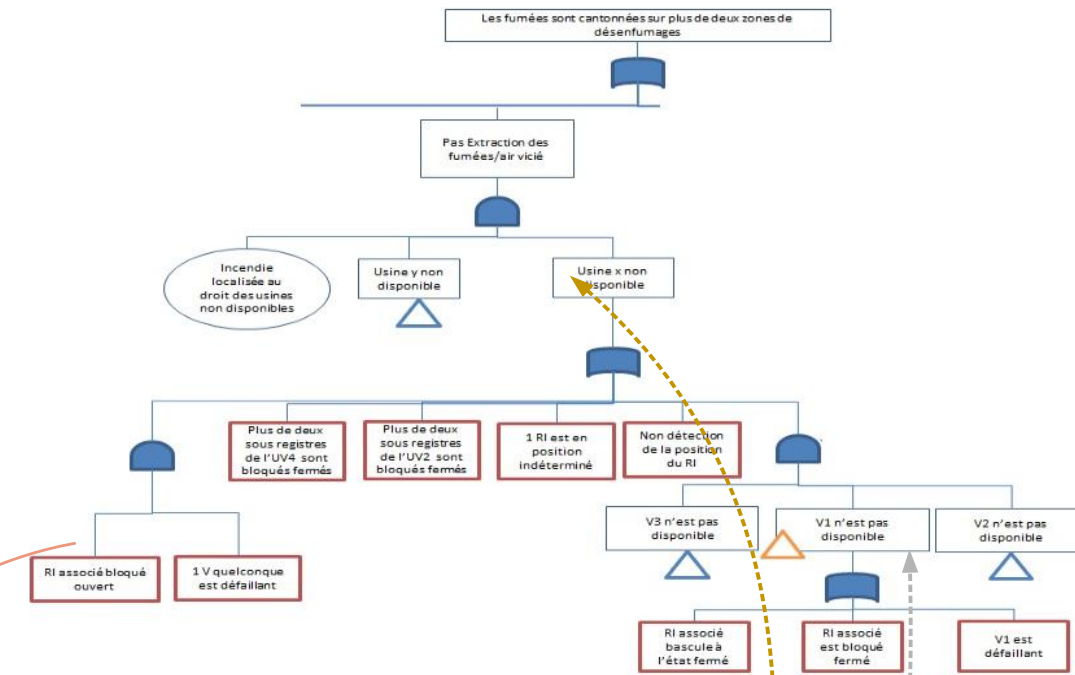 Les fumées sont cantonnées sur plus de deux zones de
désenfumages
Pas Extraction des
fumées/air vicié
Incendie
localisée au
droit des usines
non disponibles
Usine y non
disponible
Usine x non
disponible
Plus de deux
sous registres
de l'UV4 sont
bloqués fermés
Plus de deux
sous registres
de l'UV2 sont
bloqués fermés
1 RI est en
position
indéterminé
Non détection
de la position
du RI
V3 n'est pas
disponible
V1 n'est pas
disponible
V2 n'est pas
disponible
RI associé bloqué
ouvert
1 V quelconque
est défaillant
RI associé
bascule à
l'état fermé
RI associé
est bloqué
fermé
V1 est
défaillant